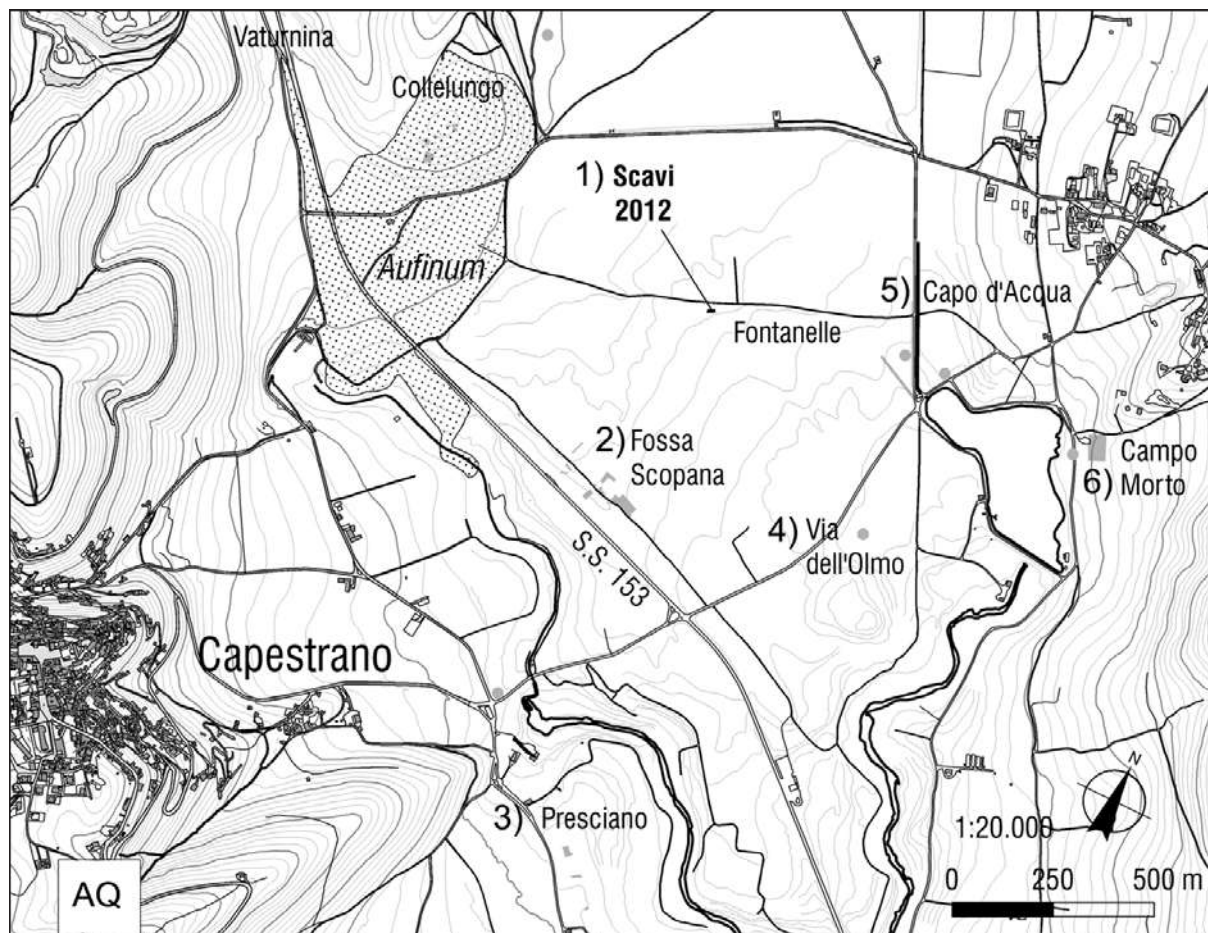 Vaturnina
Coltelungo
1) Scavi
2012
Aufinum
5) Capo d'Acqua
Fontanelle
2) Fossa
Scopana
Campo
6) Morto
4) Via
dell'Olmo
S.S. 153
Capestrano
3) Presciano
N
1:20.000
0 250 500 m
AQ